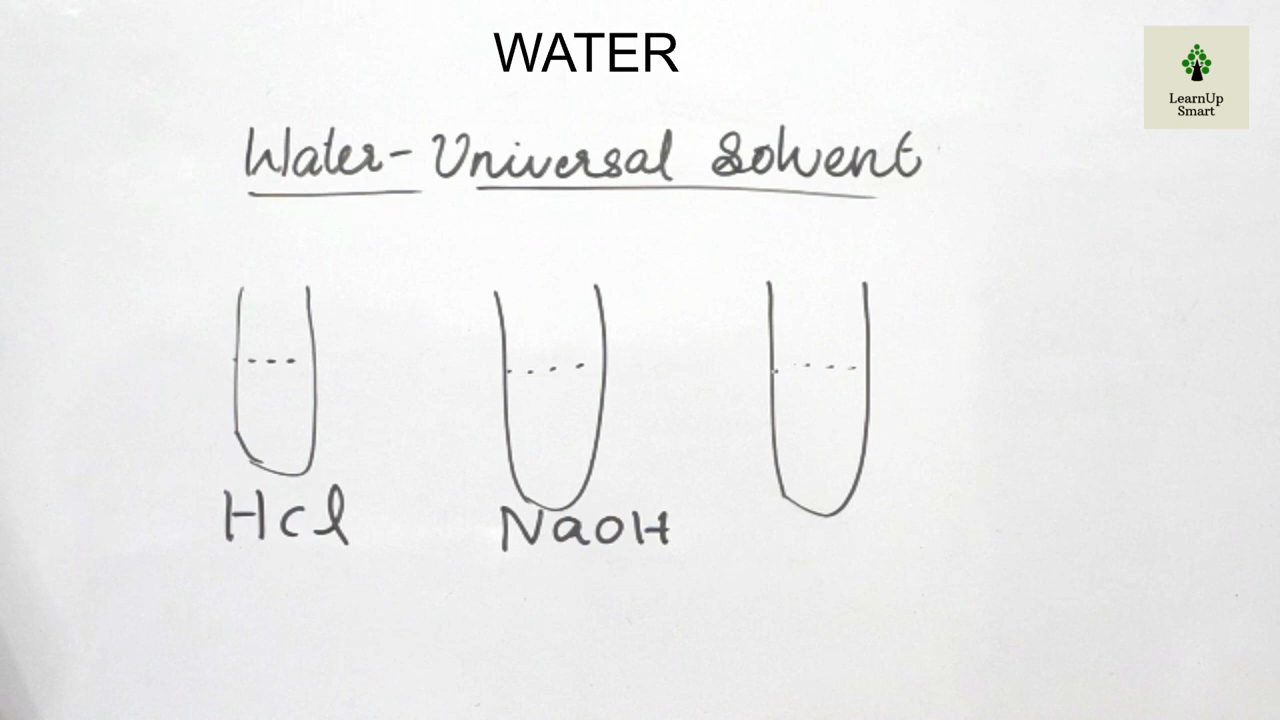 WATER
LearnUp
Smart
Water - Universal Solvent
HCl
NaOH